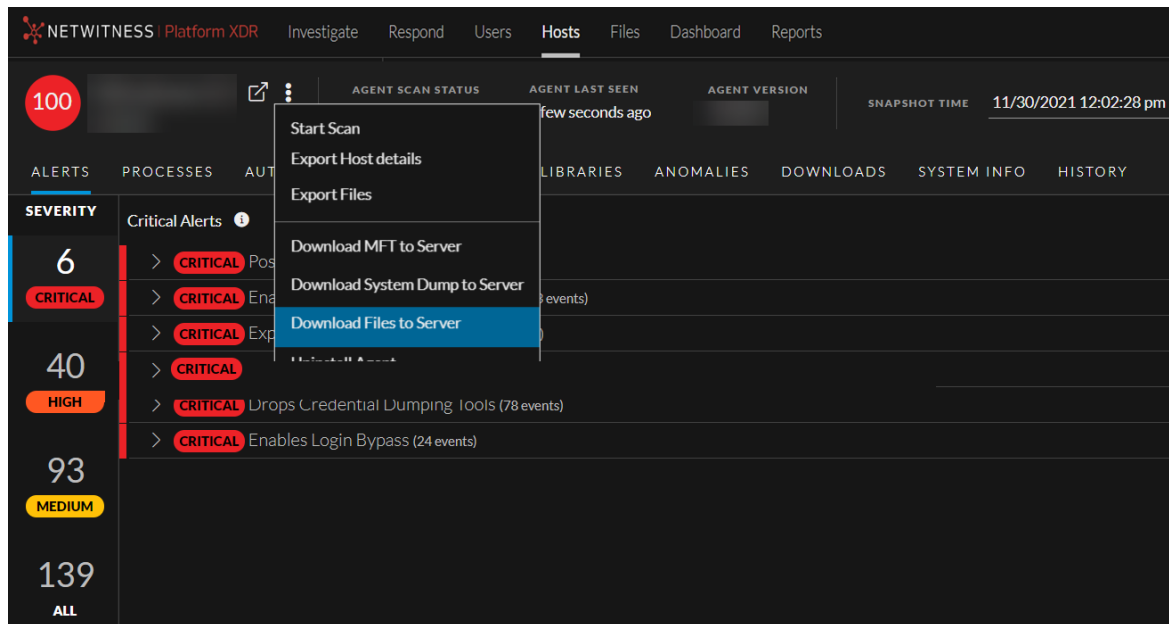 NETWITNESS | Platform XDR Investigate Respond Users Hosts Files Dashboard Reports
100 AGENT SCAN STATUS AGENT LAST SEEN AGENT VERSION SNAPSHOT TIME 11/30/2021 12:02:28 pm
few seconds ago
Start Scan
Export Host details
Export Files
Download MFT to Server
Download System Dump to Server
Download Files to Server
ALERTS PROCESSES AUT LIBRARIES ANOMALIES DOWNLOADS SYSTEM INFO HISTORY
SEVERITY Critical Alerts
6 CRITICAL
40 HIGH
93 MEDIUM
139 ALL
CRITICAL Pos
CRITICAL Ena events)
CRITICAL Exp
CRITICAL
CRITICAL Drops Credential Dumping Tools (78 events)
CRITICAL Enables Login Bypass (24 events)